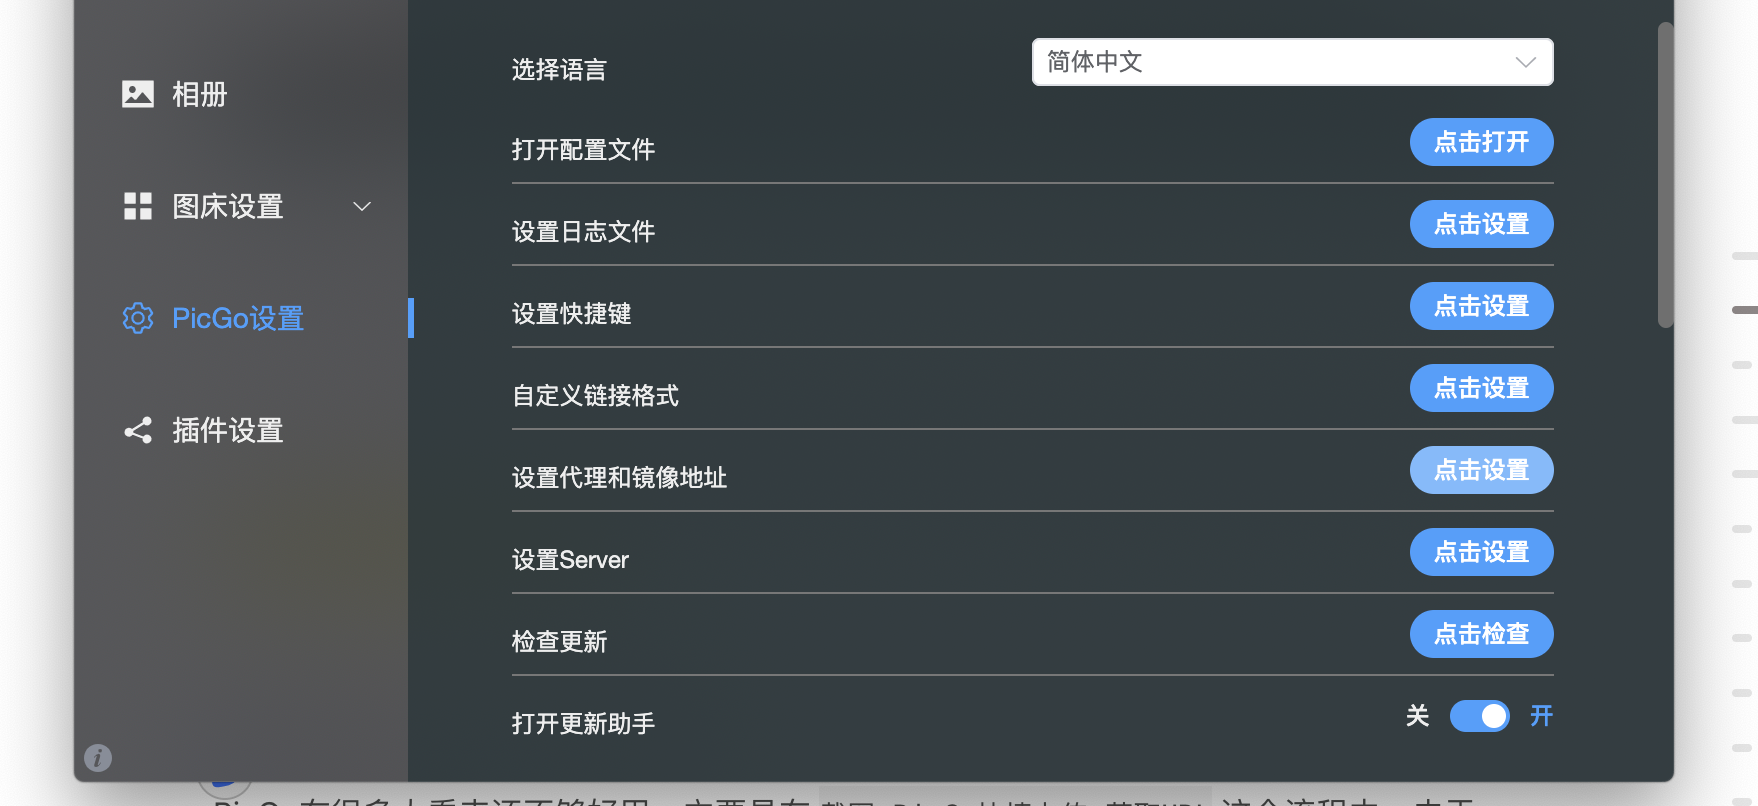 相册
图床设置
PicGo设置
插件设置
选择语言
简体中文
打开配置文件
点击打开
设置日志文件
点击设置
设置快捷键
点击设置
自定义链接格式
点击设置
设置代理和镜像地址
点击设置
设置Server
点击设置
检查更新
点击检查
打开更新助手
关
开